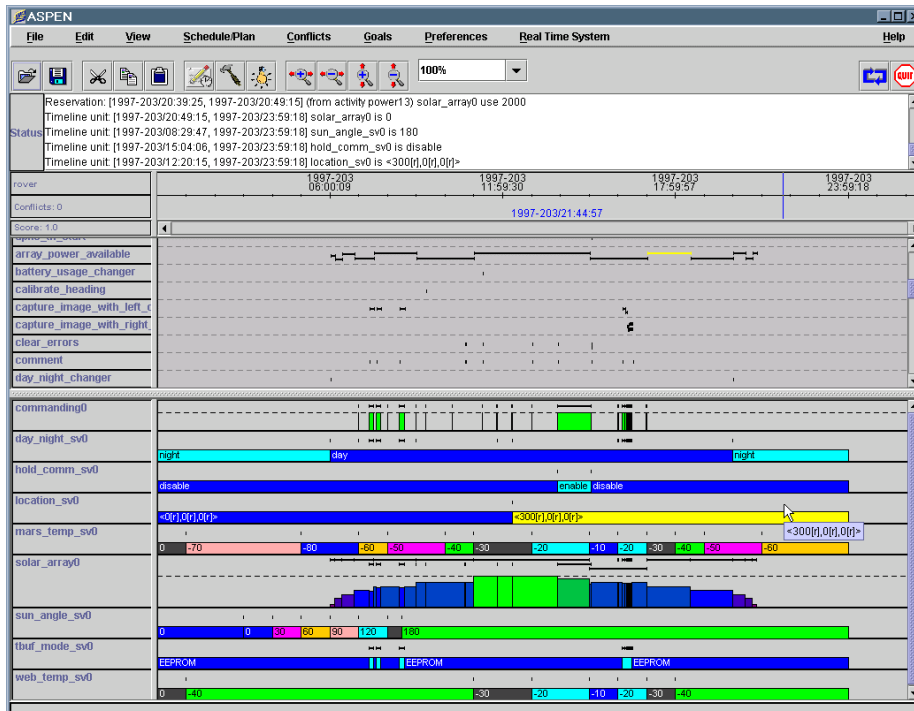 ASPEN
File Edit View Schedule/Plan Conflicts Goals Preferences Real Time System Help
100% QUIT
Status
Reservation: [1997-203/20:39:25, 1997-203/20:49:15] (from activity power13) solar_array0 use 2000
Timeline unit: [1997-203/20:49:15, 1997-203/23:59:18] solar_array0 is 0
Timeline unit: [1997-203/08:29:47, 1997-203/23:59:18] sun_angle_sv0 is 180
Timeline unit: [1997-203/15:04:06, 1997-203/23:59:18] hold_comm_sv0 is disable
Timeline unit: [1997-203/12:20:15, 1997-203/23:59:18] location_sv0 is <300[r],0[r],0[r]>
rover
1997-203 1997-203 1997-203 1997-203
06:00:09 11:59:30 17:59:57 23:59:18
Conflicts: 0
1997-203/21:44:57
Score: 1.0
array_power_available
battery_usage_changer
calibrate_heading
capture_image_with_left_c
capture_image_with_right_
clear_errors
comment
day_night_changer
commanding0
day_night_sv0
night day night
hold_comm_sv0
disable enable disable
location_sv0
<0[r],0[r],0[r]> <300[r],0[r],0[r]>
<300[r],0[r],0[r]>
mars_temp_sv0
0 -70 -80 -60 -50 -40 -30 -20 -10 -20 -30 -40 -50 -60
solar_array0
sun_angle_sv0
0 0 30 60 90 120 180
tbuf_mode_sv0
EEPROM EEPROM EEPROM
web_temp_sv0
0 -40 -30 -20 -10 -20 -30 -40